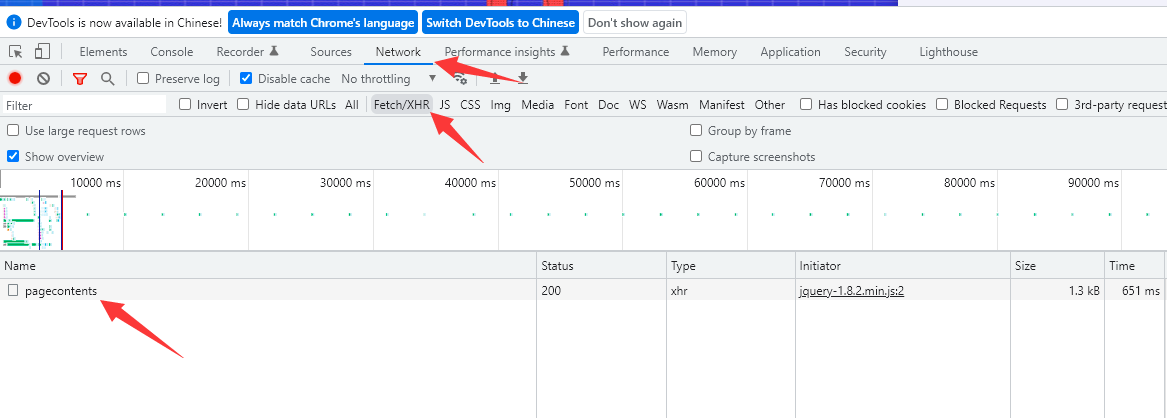 DevTools is now available in Chinese! Always match Chrome's language Switch DevTools to Chinese Don't show again
Elements Console Recorder Sources Network Performance insights Performance Memory Application Security Lighthouse
Preserve log Disable cache No throttling
Filter Invert Hide data URLs All Fetch/XHR JS CSS Img Media Font Doc WS Wasm Manifest Other Has blocked cookies Blocked Requests 3rd-party request
Use large request rows Group by frame
Show overview Capture screenshots
10000 ms 20000 ms 30000 ms 40000 ms 50000 ms 60000 ms 70000 ms 80000 ms 90000 ms
Name Status Type Initiator Size Time
pagecontents 200 xhr jquery-1.8.2.min.js:2 1.3 kB 651 ms